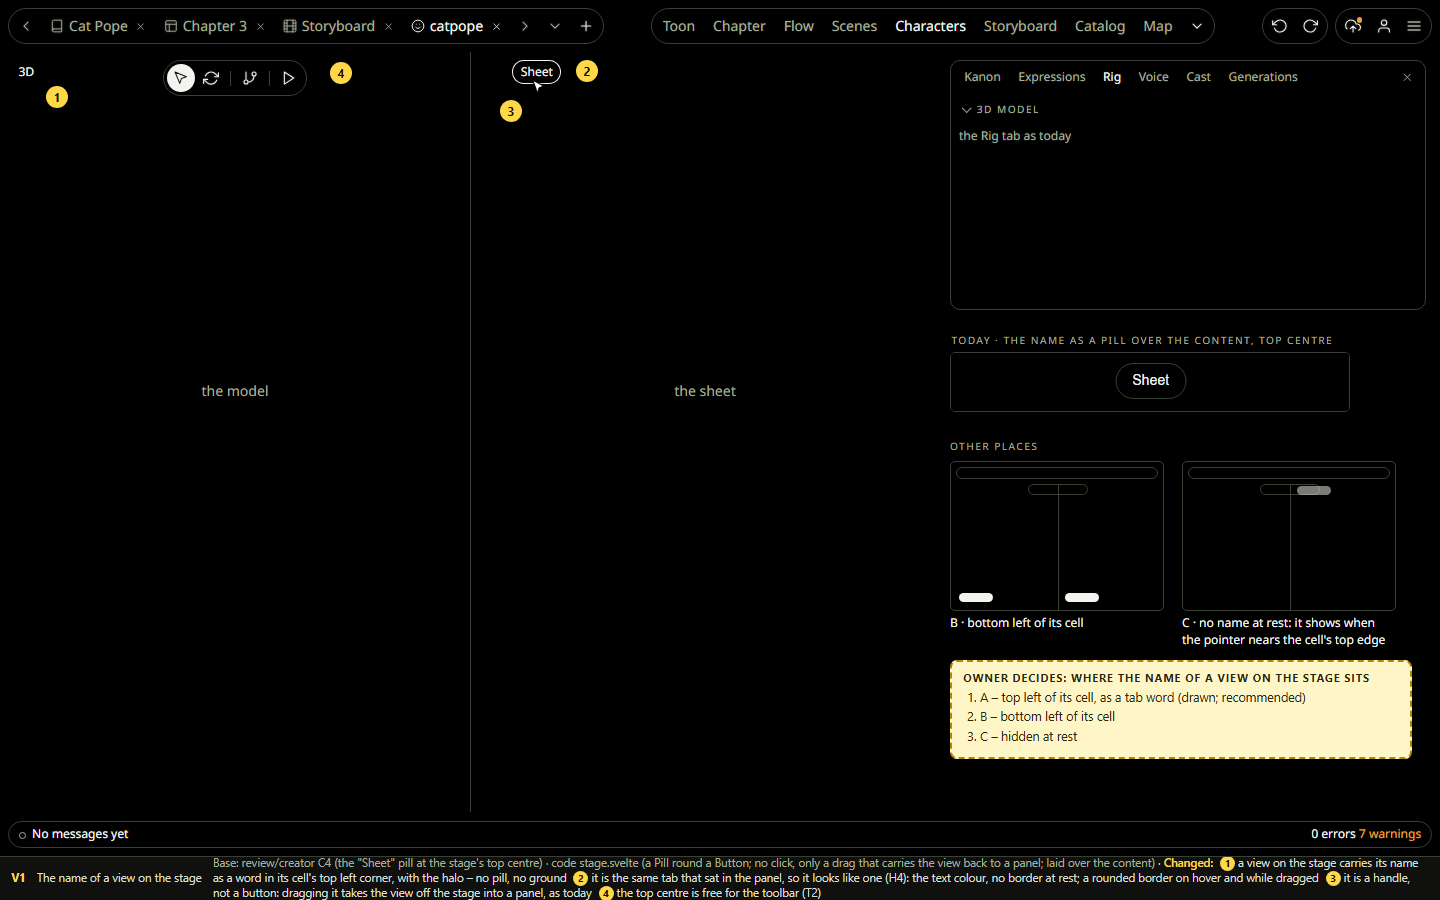 Cat Pope
Chapter 3
Storyboard
catpope
Toon
Chapter
Flow
Scenes
Characters
Storyboard
Catalog
Map
3D
1
4
Sheet
2
3
Kanon
Expressions
Rig
Voice
Cast
Generations
3D MODEL
the Rig tab as today
the model
the sheet
TODAY · THE NAME AS A PILL OVER THE CONTENT, TOP CENTRE
Sheet
OTHER PLACES
B · bottom left of its cell
C · no name at rest: it shows when
the pointer nears the cell's top edge
OWNER DECIDES: WHERE THE NAME OF A VIEW ON THE STAGE SITS
1. A – top left of its cell, as a tab word (drawn; recommended)
2. B – bottom left of its cell
3. C – hidden at rest
No messages yet
0 errors 7 warnings
V1 The name of a view on the stage
Base: review/creator C4 (the "Sheet" pill at the stage's top centre) · code stage.svelte (a Pill round a Button; no click, only a drag that carries the view back to a panel; laid over the content) · Changed: 1 a view on the stage carries its name
as a word in its cell's top left corner, with the halo – no pill, no ground 2 it is the same tab that sat in the panel, so it looks like one (H4): the text colour, no border at rest; a rounded border on hover and while dragged 3 it is a handle,
not a button: dragging it takes the view off the stage into a panel, as today 4 the top centre is free for the toolbar (T2)